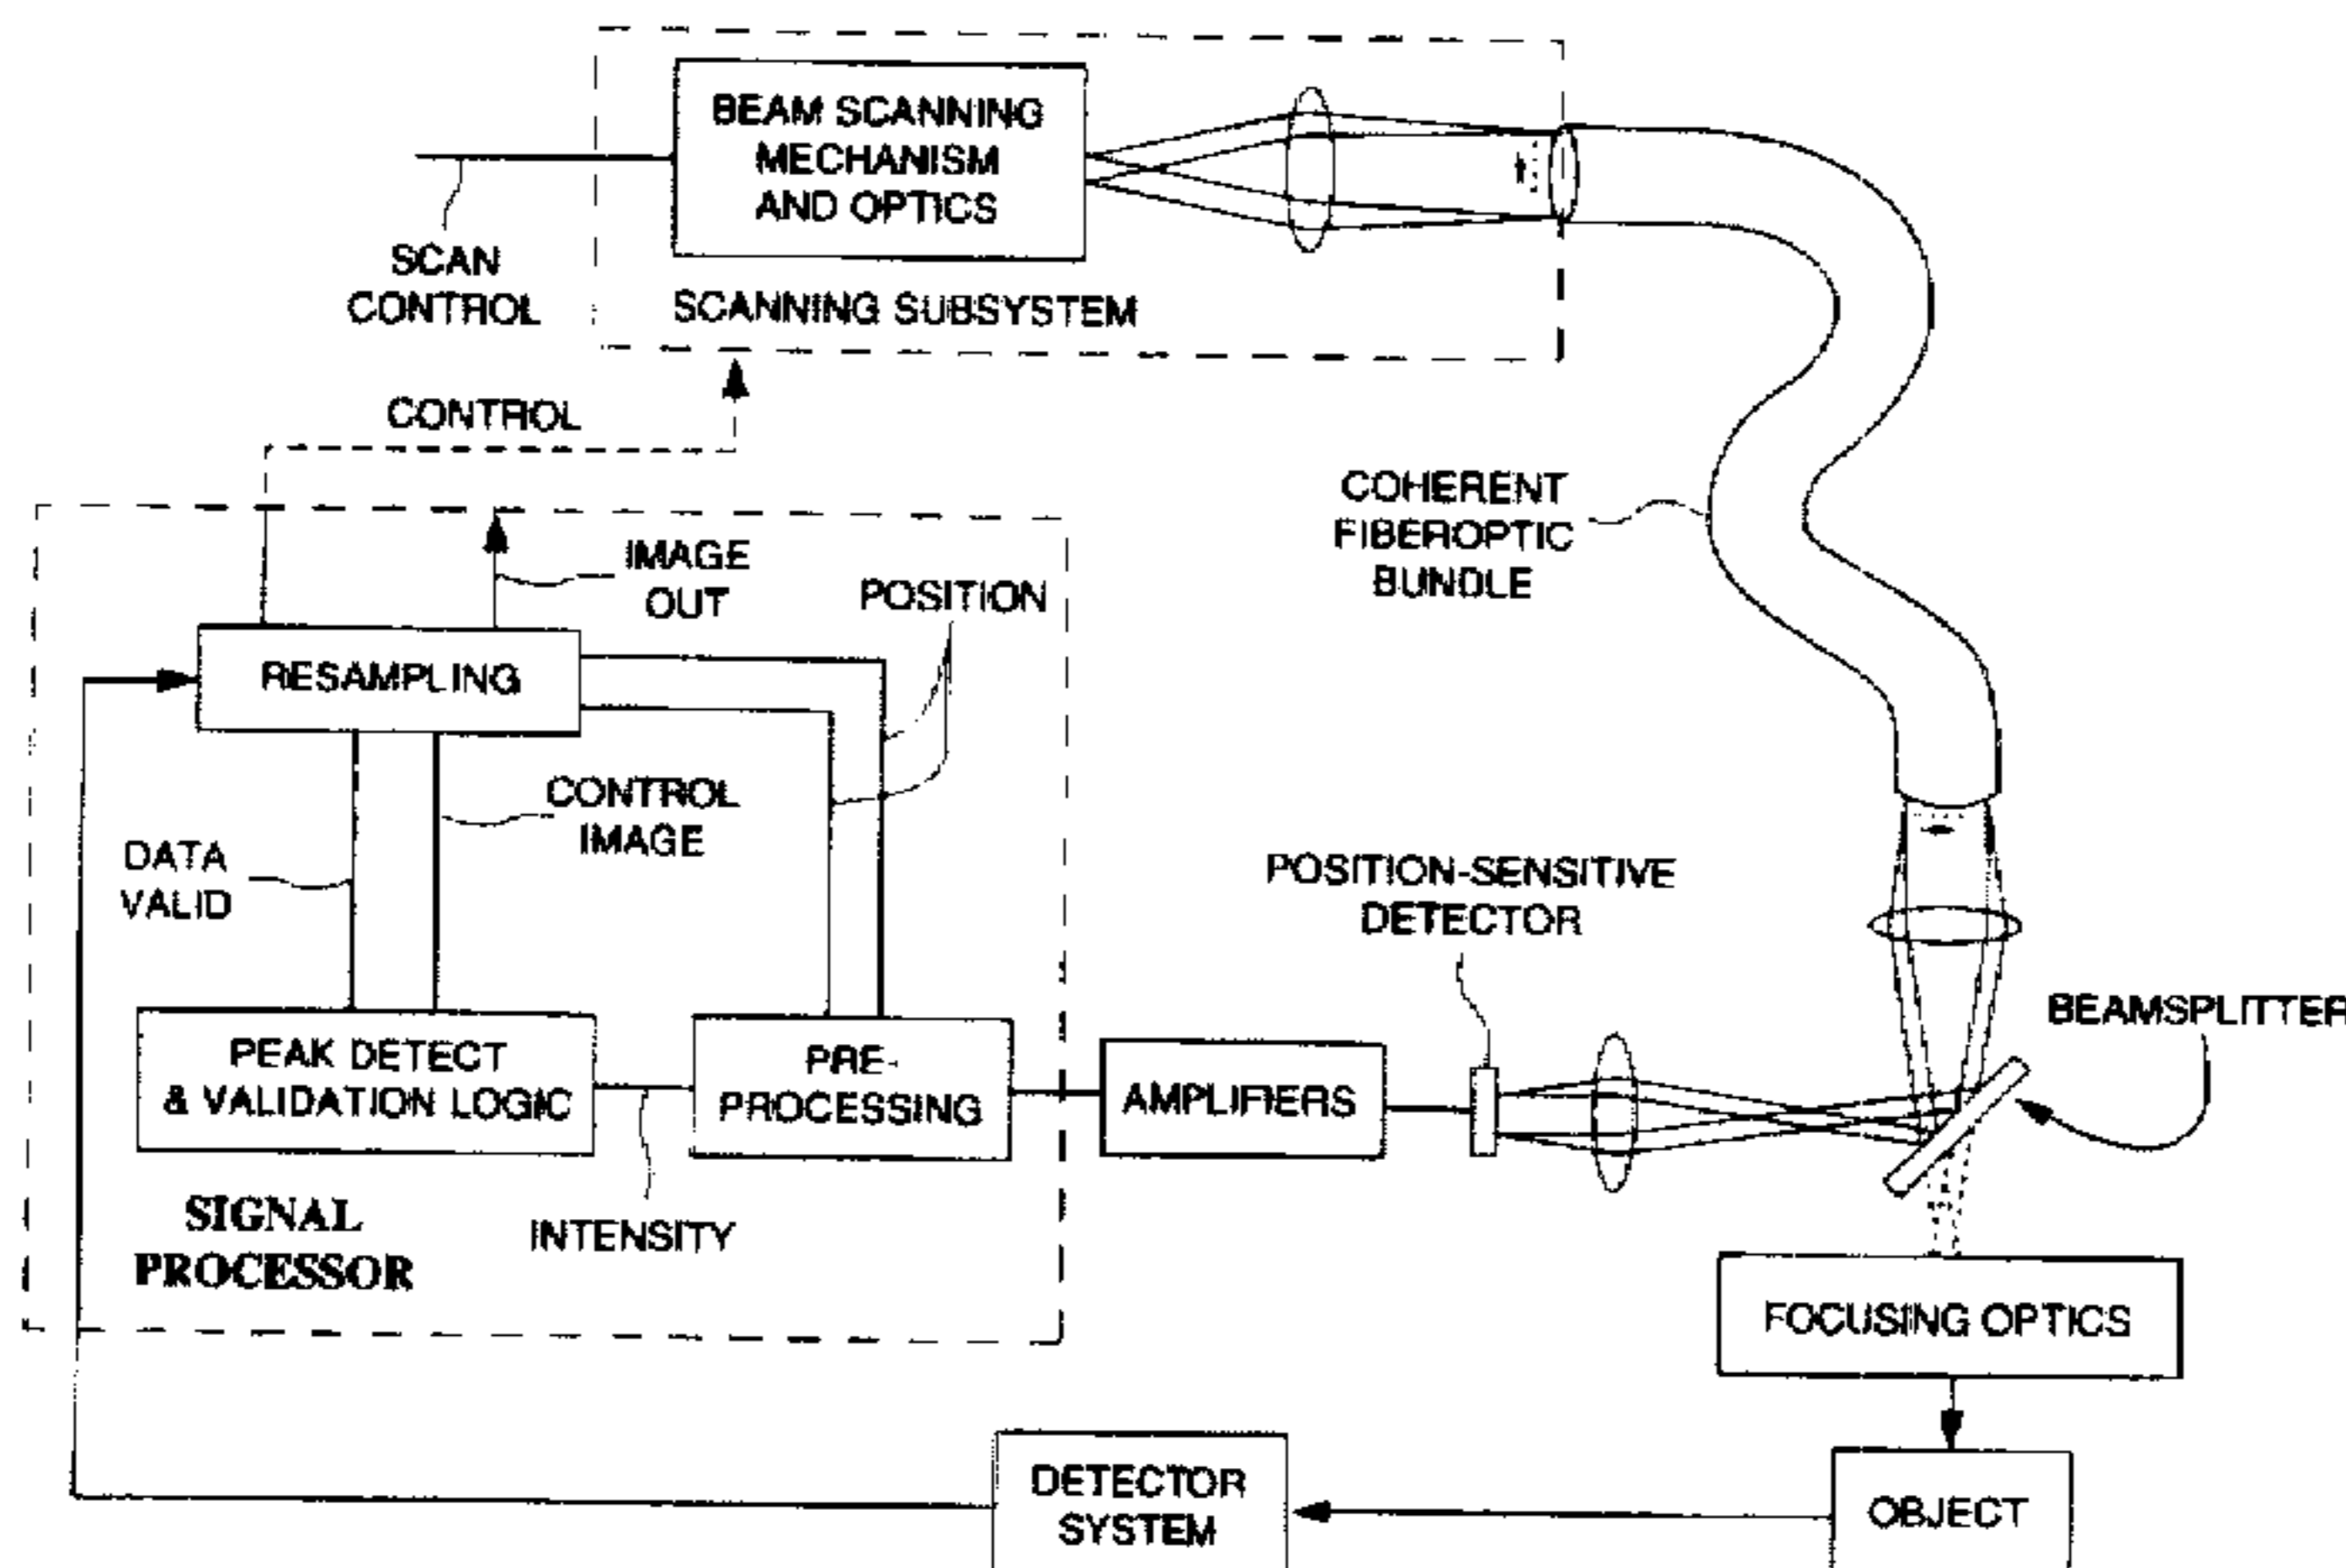 BEAM SCANNING
MECHANISM
AND OPTICS
SCAN
CONTROL
SCANNING SUBSYSTEM
CONTROL
COHERENT
FIBEROPTIC
BUNDLE
IMAGE
OUT
POSITION
RESAMPLING
CONTROL
IMAGE
DATA
VALID
POSITION-SENSITIVE
DETECTOR
BEAMSPLITTER
PEAK DETECT
& VALIDATION LOGIC
PRE-
PROCESSING
AMPLIFIERS
SIGNAL
PROCESSOR
INTENSITY
FOCUSING OPTICS
DETECTOR
SYSTEM
OBJECT